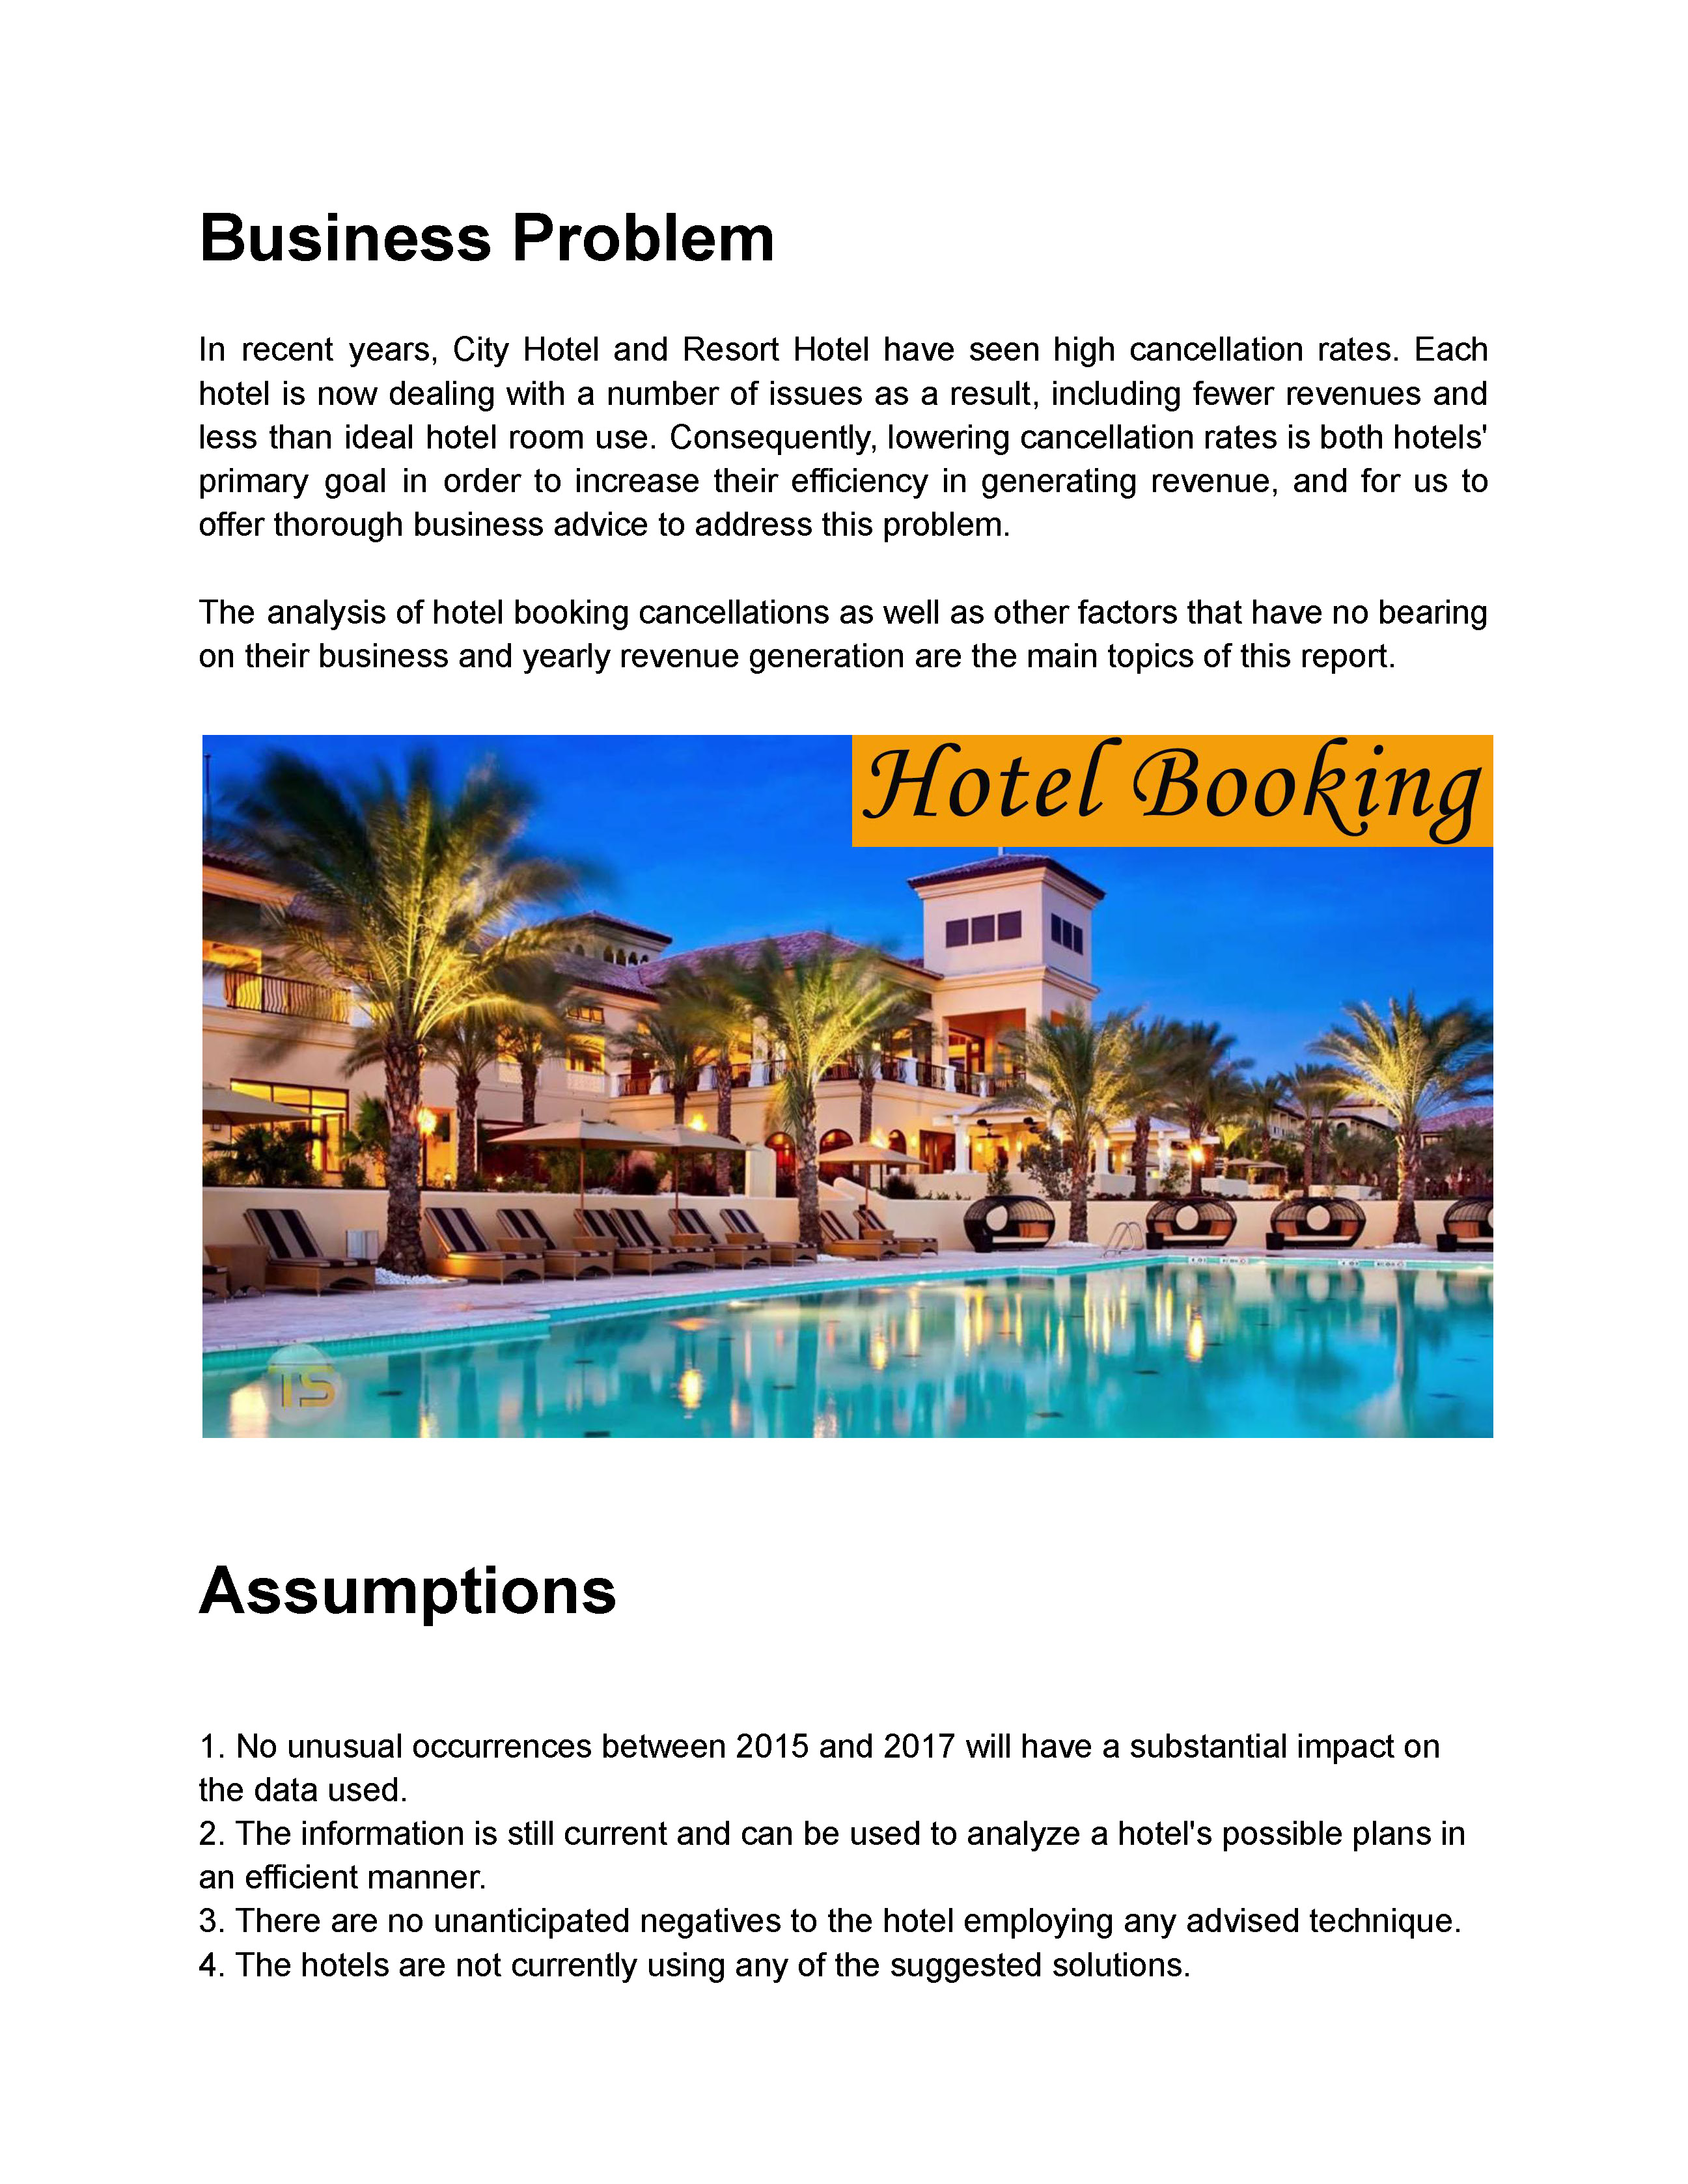 Business Problem
In recent years, City Hotel and Resort Hotel have seen high cancellation rates. Each
hotel is now dealing with a number of issues as a result, including fewer revenues and
less than ideal hotel room use. Consequently, lowering cancellation rates is both hotels'
primary goal in order to increase their efficiency in generating revenue, and for us to
offer thorough business advice to address this problem.
The analysis of hotel booking cancellations as well as other factors that have no bearing
on their business and yearly revenue generation are the main topics of this report.
Hotel Booking
TS
Assumptions
1. No unusual occurrences between 2015 and 2017 will have a substantial impact on
the data used.
2. The information is still current and can be used to analyze a hotel's possible plans in
an efficient manner.
3. There are no unanticipated negatives to the hotel employing any advised technique.
4. The hotels are not currently using any of the suggested solutions.